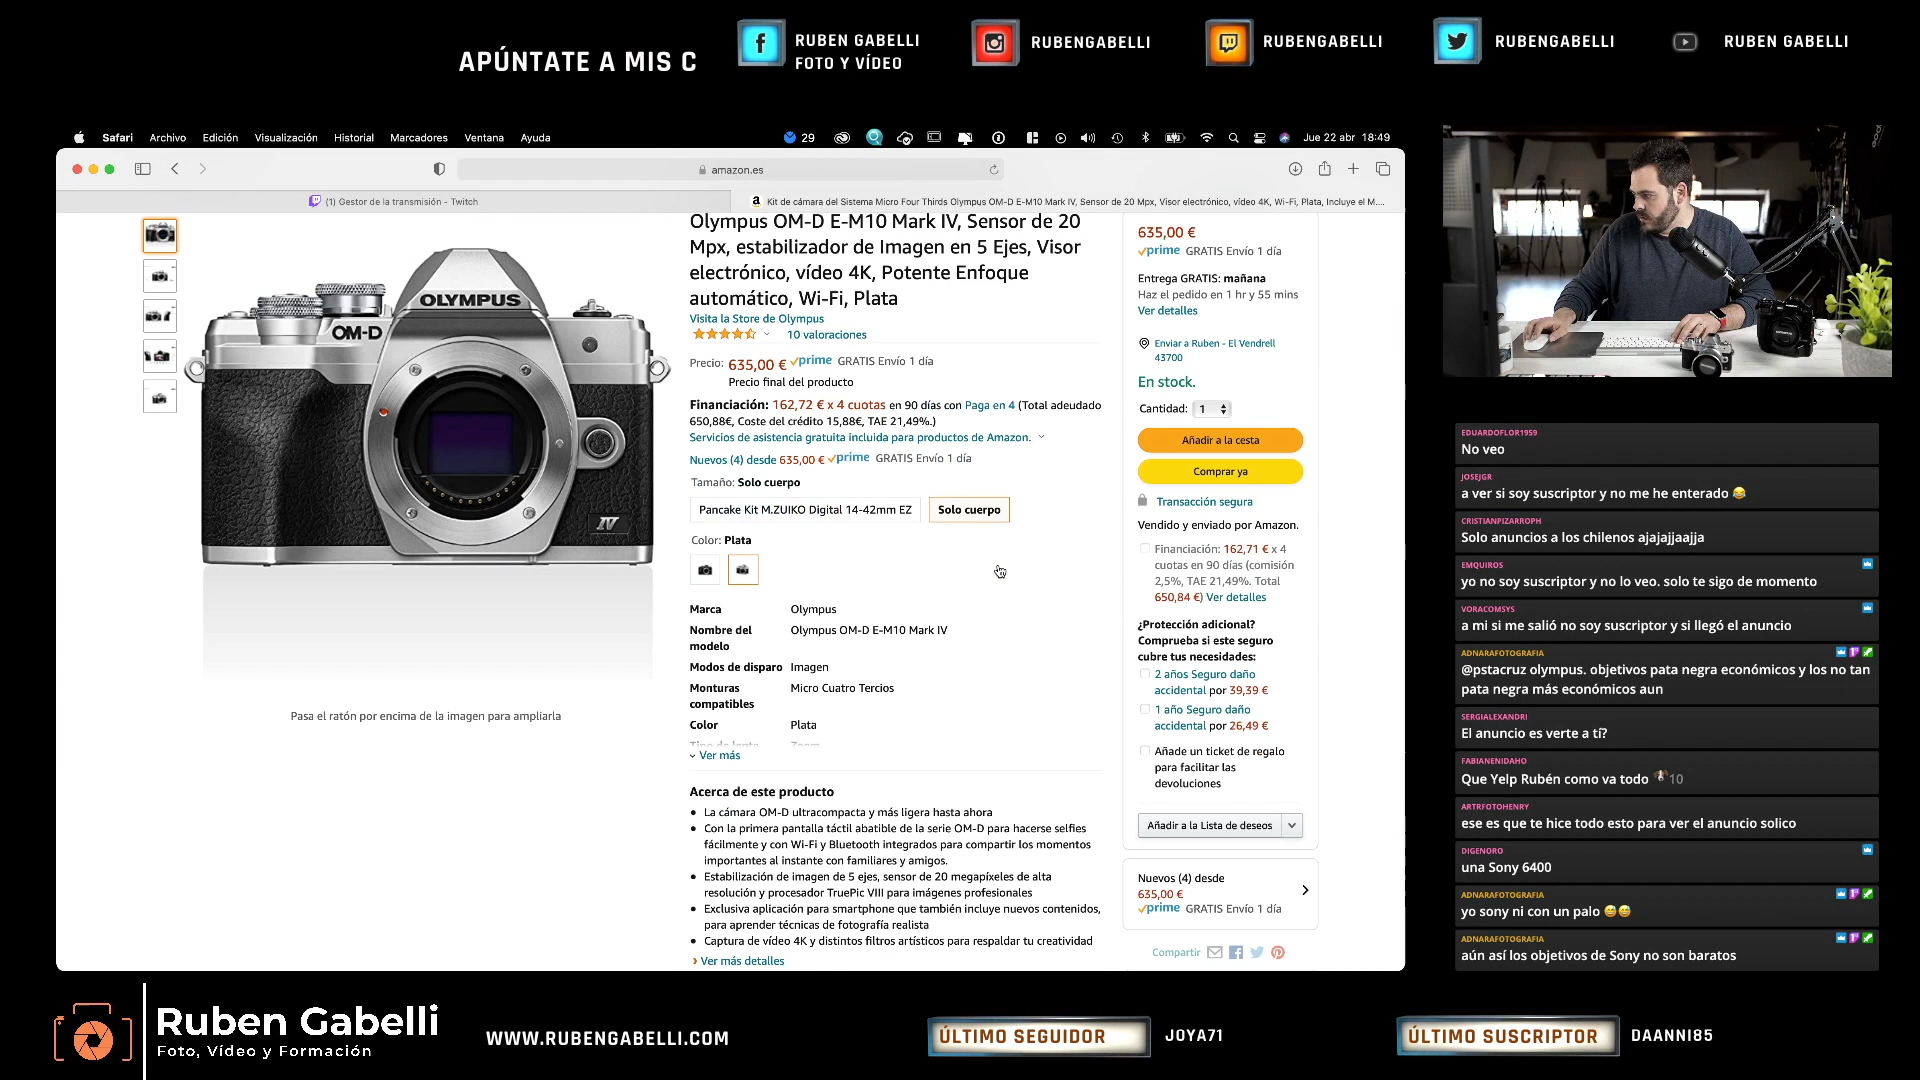 APÚNTATE A MIS C
RUBEN GABELLI
FOTO Y VÍDEO
RUBENGABELLI
RUBENGABELLI
RUBENGABELLI
RUBEN GABELLI
Safari Archivo Edición Visualización Historial Marcadores Ventana Ayuda
29
Jue 22 abr 18:49
amazon.es
(1) Gestor de la transmisión - Twitch
Kit de cámara del Sistema Micro Four Thirds Olympus OM-D E-M10 Mark IV, Sensor de 20 Mpx, Visor electrónico, vídeo 4K, Wi-Fi, Plata, Incluye el M....
OLYMPUS
OM-D
IV
Pasa el ratón por encima de la imagen para ampliarla
Olympus OM-D E-M10 Mark IV, Sensor de 20
Mpx, estabilizador de Imagen en 5 Ejes, Visor
electrónico, vídeo 4K, Potente Enfoque
automático, Wi-Fi, Plata
Visita la Store de Olympus
10 valoraciones
Precio: 635,00 € prime GRATIS Envío 1 día
Precio final del producto
Financiación: 162,72 € x 4 cuotas en 90 días con Paga en 4 (Total adeudado
650,88€, Coste del crédito 15,88€, TAE 21,49%.)
Servicios de asistencia gratuita incluida para productos de Amazon.
Nuevos (4) desde 635,00 € prime GRATIS Envío 1 día
Tamaño: Solo cuerpo
Pancake Kit M.ZUIKO Digital 14-42mm EZ
Solo cuerpo
Color: Plata
Marca Olympus
Nombre del modelo Olympus OM-D E-M10 Mark IV
Modos de disparo Imagen
Monturas compatibles Micro Cuatro Tercios
Color Plata
Tipo de lente Zoom
Ver más
Acerca de este producto
La cámara OM-D ultracompacta y más ligera hasta ahora
Con la primera pantalla táctil abatible de la serie OM-D para hacerse selfies
fácilmente y con Wi-Fi y Bluetooth integrados para compartir los momentos
importantes al instante con familiares y amigos.
Estabilización de imagen de 5 ejes, sensor de 20 megapíxeles de alta
resolución y procesador TruePic VIII para imágenes profesionales
Exclusiva aplicación para smartphone que también incluye nuevos contenidos,
para aprender técnicas de fotografía realista
Captura de vídeo 4K y distintos filtros artísticos para respaldar tu creatividad
Ver más detalles
635,00 €
prime GRATIS Envío 1 día
Entrega GRATIS: mañana
Haz el pedido en 1 hr y 55 mins
Ver detalles
Enviar a Ruben - El Vendrell
43700
En stock.
Cantidad: 1
Añadir a la cesta
Comprar ya
Transacción segura
Vendido y enviado por Amazon.
Financiación: 162,71 € x 4
cuotas en 90 días (comisión
2,5%, TAE 21,49%. Total
650,84 €) Ver detalles
¿Protección adicional?
Comprueba si este seguro
cubre tus necesidades:
2 años Seguro daño
accidental por 39,39 €
1 año Seguro daño
accidental por 26,49 €
Añade un ticket de regalo
para facilitar las
devoluciones
Añadir a la Lista de deseos
Nuevos (4) desde
635,00 €
prime GRATIS Envío 1 día
Compartir
EDUARDOFLOR1959
No veo
JOSEJGR
a ver si soy suscriptor y no me he enterado 😂
CRISTIANPIZARROPH
Solo anuncios a los chilenos ajajajjaajja
EMQUIROS
yo no soy suscriptor y no lo veo. solo te sigo de momento
VORACOMSYS
a mi si me salió no soy suscriptor y si llegó el anuncio
ADNARAFOTOGRAFIA
@pstacruz olympus. objetivos pata negra económicos y los no tan
pata negra más económicos aun
SERGIALEXANDRI
El anuncio es verte a tí?
FABIANENIDAHO
Que Yelp Rubén como va todo 10
ARTRFOTOHENRY
ese es que te hice todo esto para ver el anuncio solico
DIGENORO
una Sony 6400
ADNARAFOTOGRAFIA
yo sony ni con un palo 😅😅
ADNARAFOTOGRAFIA
aún así los objetivos de Sony no son baratos
Ruben Gabelli
Foto, Vídeo y Formación
WWW.RUBENGABELLI.COM
ÚLTIMO SEGUIDOR
JOYA71
ÚLTIMO SUSCRIPTOR
DAANNI85